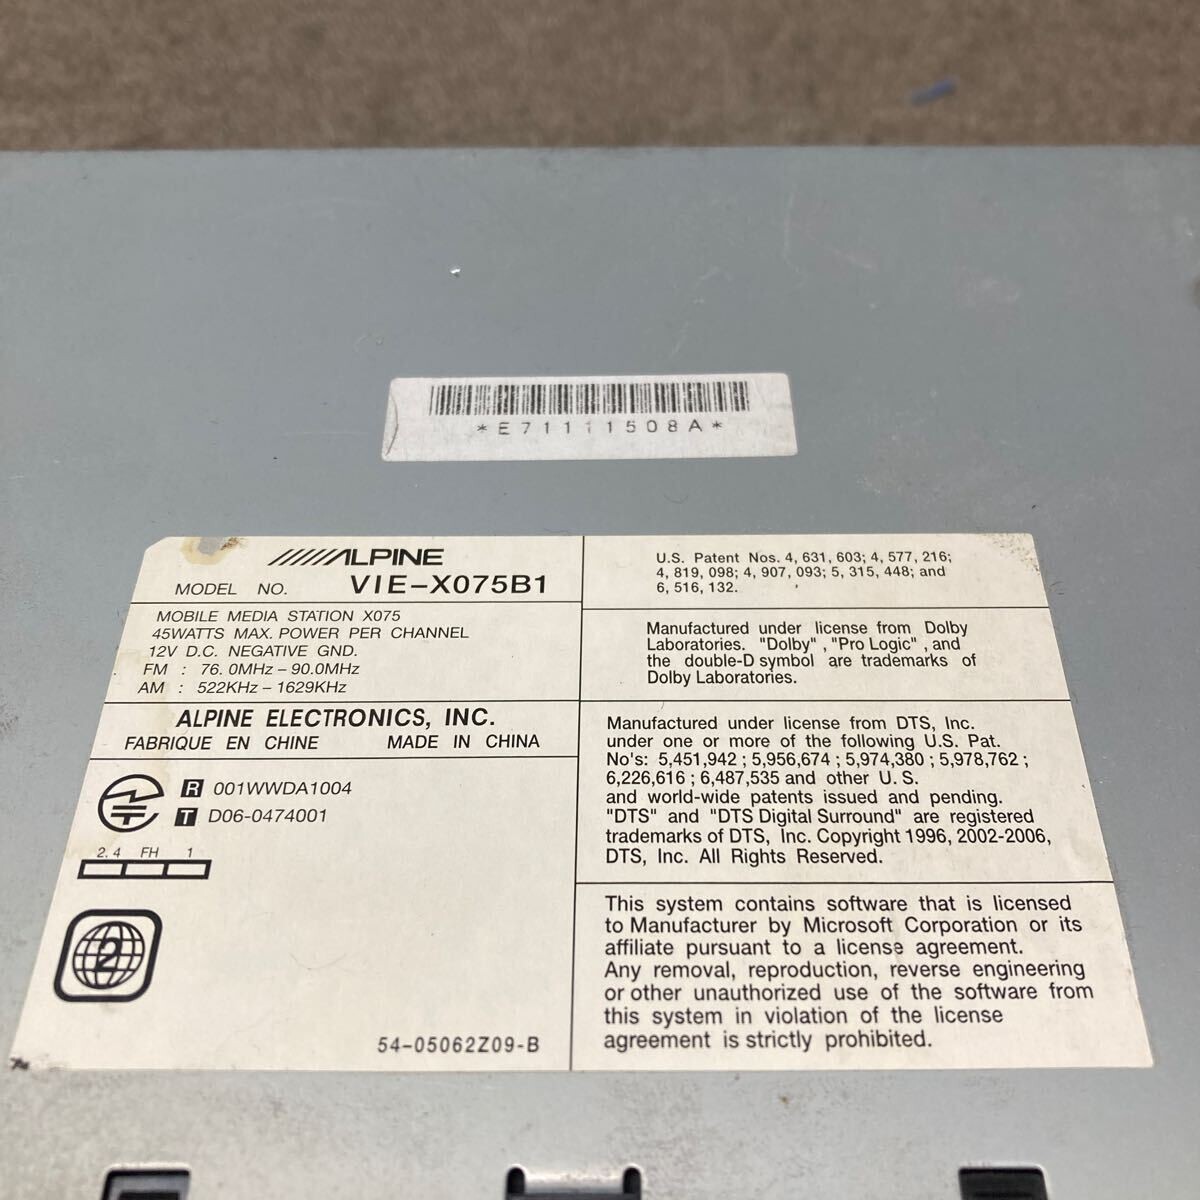 *E71111508A*
ALPINE
MODEL NO. VIE-X075B1
MOBILE MEDIA STATION X075
45WATTS MAX. POWER PER CHANNEL
12V D.C. NEGATIVE GND.
FM : 76.0MHz – 90.0MHz
AM : 522KHz – 1629KHz
ALPINE ELECTRONICS, INC.
FABRIQUE EN CHINE MADE IN CHINA
R 001WWDA1004
T D06-0474001
2.4 FH 1
2
54-05062Z09-B
U.S. Patent Nos. 4, 631, 603; 4, 577, 216;
4, 819, 098; 4, 907, 093; 5, 315, 448; and
6, 516, 132.
Manufactured under license from Dolby
Laboratories. "Dolby" , "Pro Logic" , and
the double-D symbol are trademarks of
Dolby Laboratories.
Manufactured under license from DTS, Inc.
under one or more of the following U.S. Pat.
No's: 5,451,942 ; 5,956,674 ; 5,974,380 ; 5,978,762 ;
6,226,616 ; 6,487,535 and other U. S.
and world-wide patents issued and pending.
"DTS" and "DTS Digital Surround" are registered
trademarks of DTS, Inc. Copyright 1996, 2002-2006,
DTS, Inc. All Rights Reserved.
This system contains software that is licensed
to Manufacturer by Microsoft Corporation or its
affiliate pursuant to a license agreement.
Any removal, reproduction, reverse engineering
or other unauthorized use of the software from
this system in violation of the license
agreement is strictly prohibited.